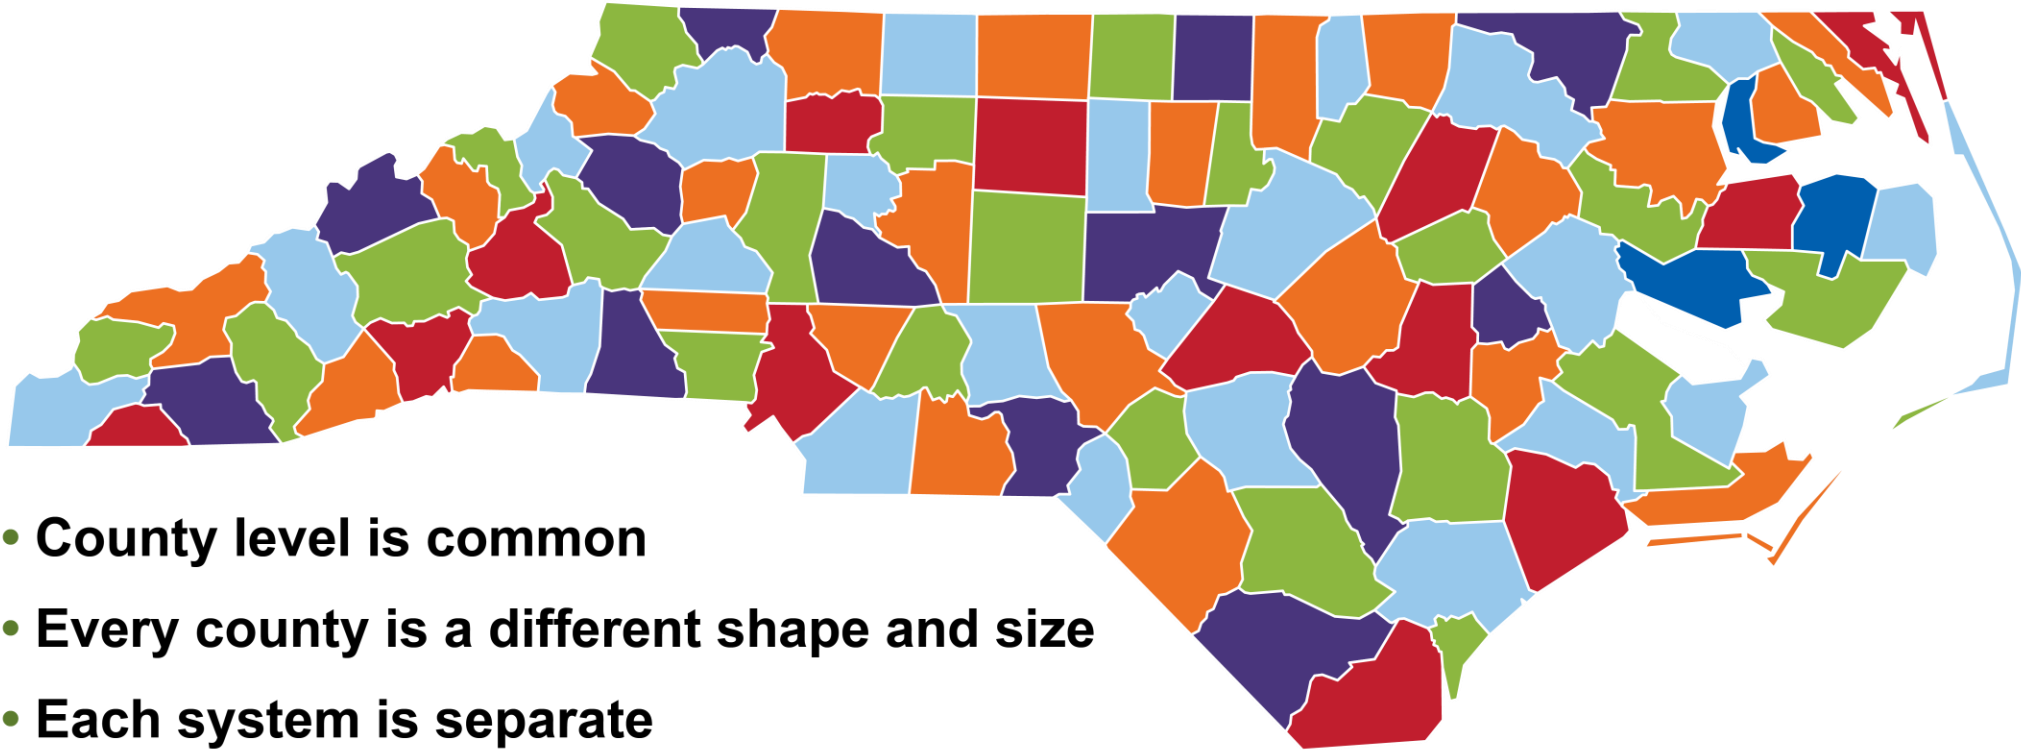 • County level is common
• Every county is a different shape and size
• Each system is separate